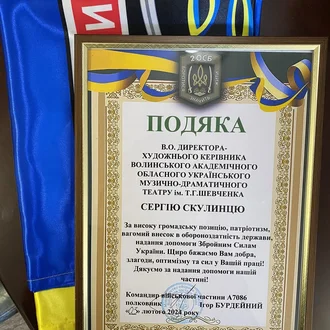 ПОДЯКА
В.О. ДИРЕКТОРА-
ХУДОЖНЬОГО КЕРІВНИКА
ВОЛИНСЬКОГО АКАДЕМІЧНОГО
ОБЛАСНОГО УКРАЇНСЬКОГО
МУЗИЧНО-ДРАМАТИЧНОГО
ТЕАТРУ ім. Т.Г.ШЕВЧЕНКА
СЕРГІЮ СКУЛИНЦЮ
За високу громадську позицію, патріотизм,
вагомий внесок в обороноздатність держави,
надання допомоги Збройним Силам
України. Щиро бажаємо Вам добра,
злагоди, оптимізму та сил у Вашій праці!
Дякуємо за надання допомоги нашій
частині!
Командир військової частини А7086
полковник Ігор БУРДЕЙНИЙ
лютого 2024 року